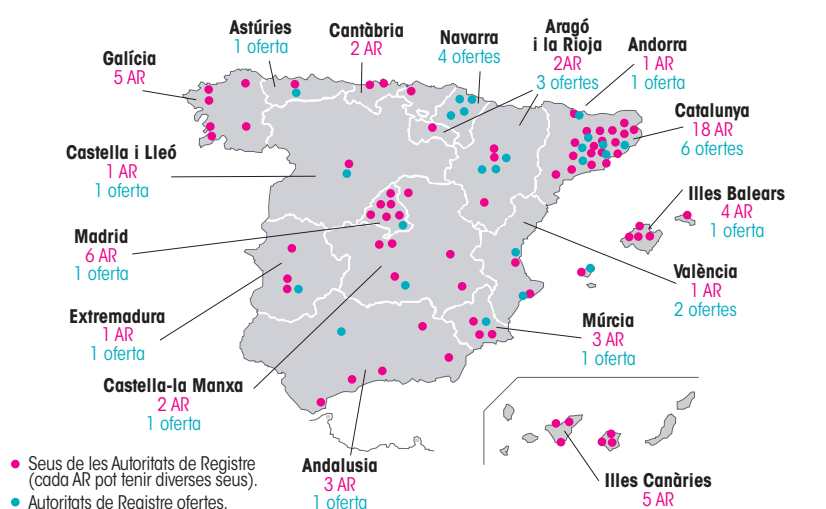 Galícia
5 AR
Astúries
1 oferta
Cantàbria
2 AR
Navarra
4 ofertes
Aragó
i la Rioja
2AR
3 ofertes
Andorra
1 AR
1 oferta
Catalunya
18 AR
6 ofertes
Castella i Lleó
1 AR
1 oferta
Illes Balears
4 AR
1 oferta
Madrid
6 AR
1 oferta
València
1 AR
2 ofertes
Extremadura
1 AR
1 oferta
Múrcia
3 AR
1 oferta
Castella-la Manxa
2 AR
1 oferta
Andalusia
3 AR
1 oferta
Illes Canàries
5 AR
Seus de les Autoritats de Registre
(cada AR pot tenir diverses seus).
Autoritats de Registre ofertes.